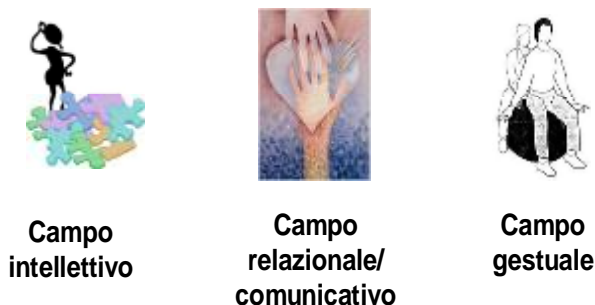 Campo
intellettivo
Campo
relazionale/
comunicativo
Campo
gestuale